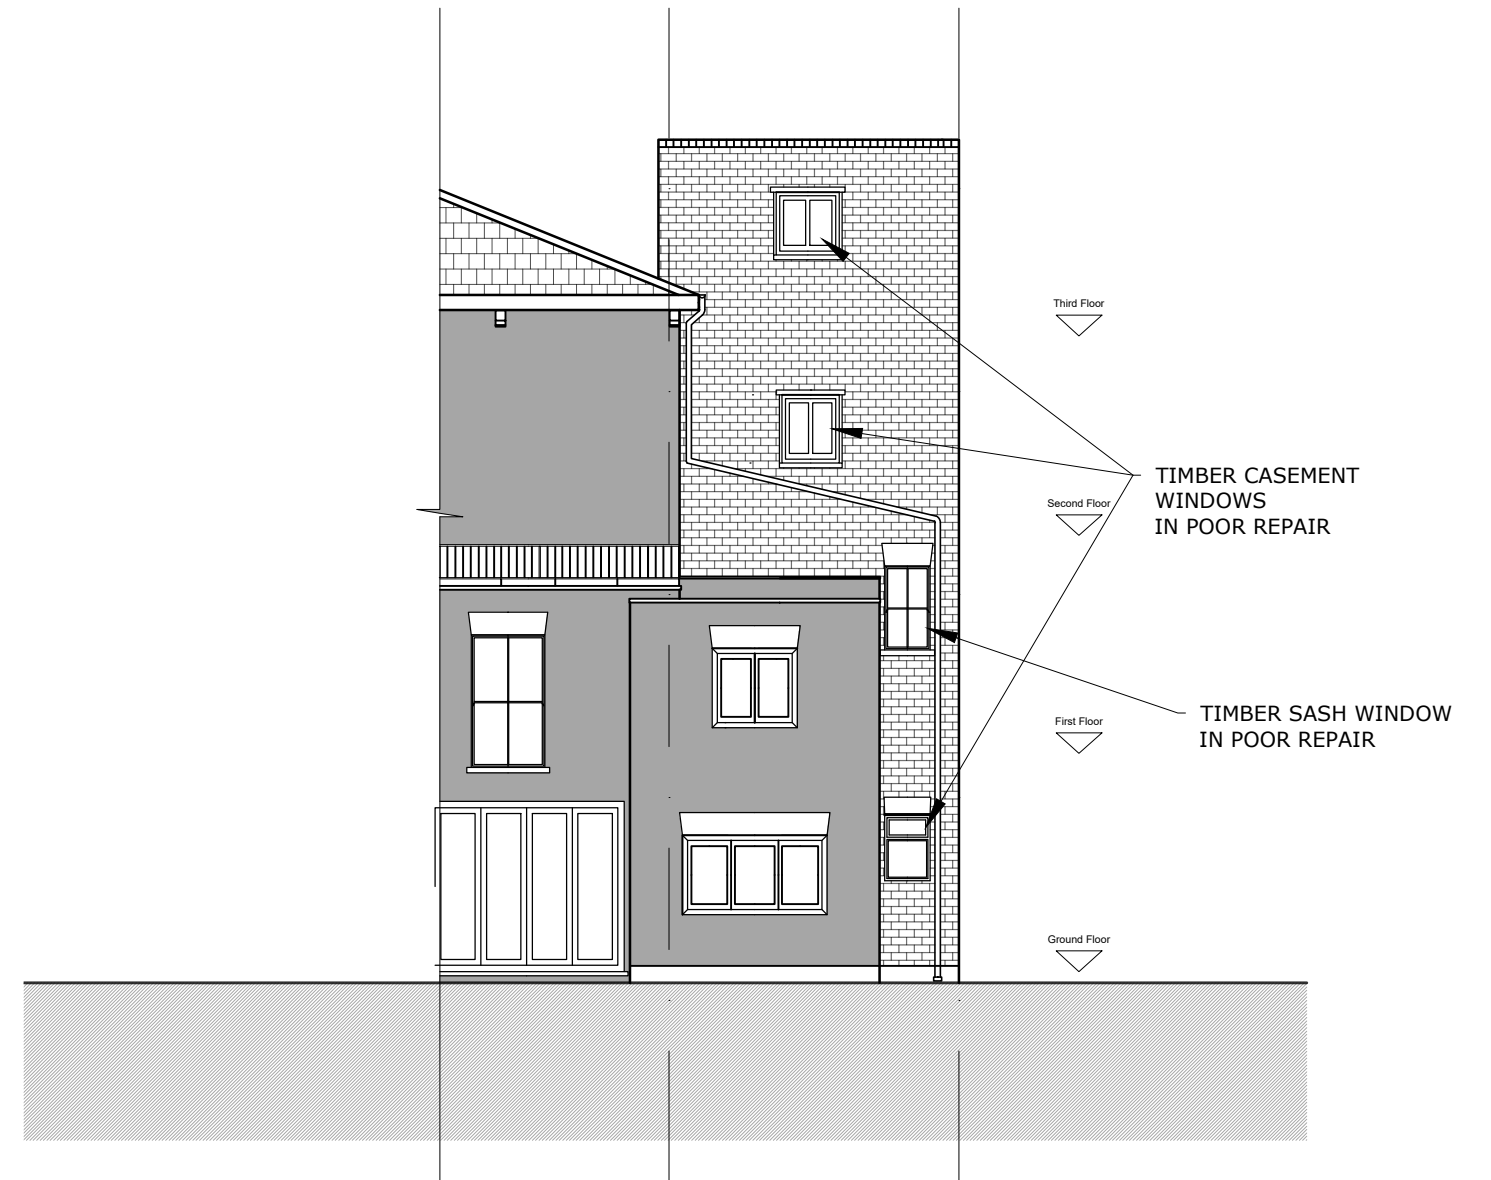 Third Floor
TIMBER CASEMENT
WINDOWS
IN POOR REPAIR
Second Floor
TIMBER SASH WINDOW
IN POOR REPAIR
First Floor
Ground Floor